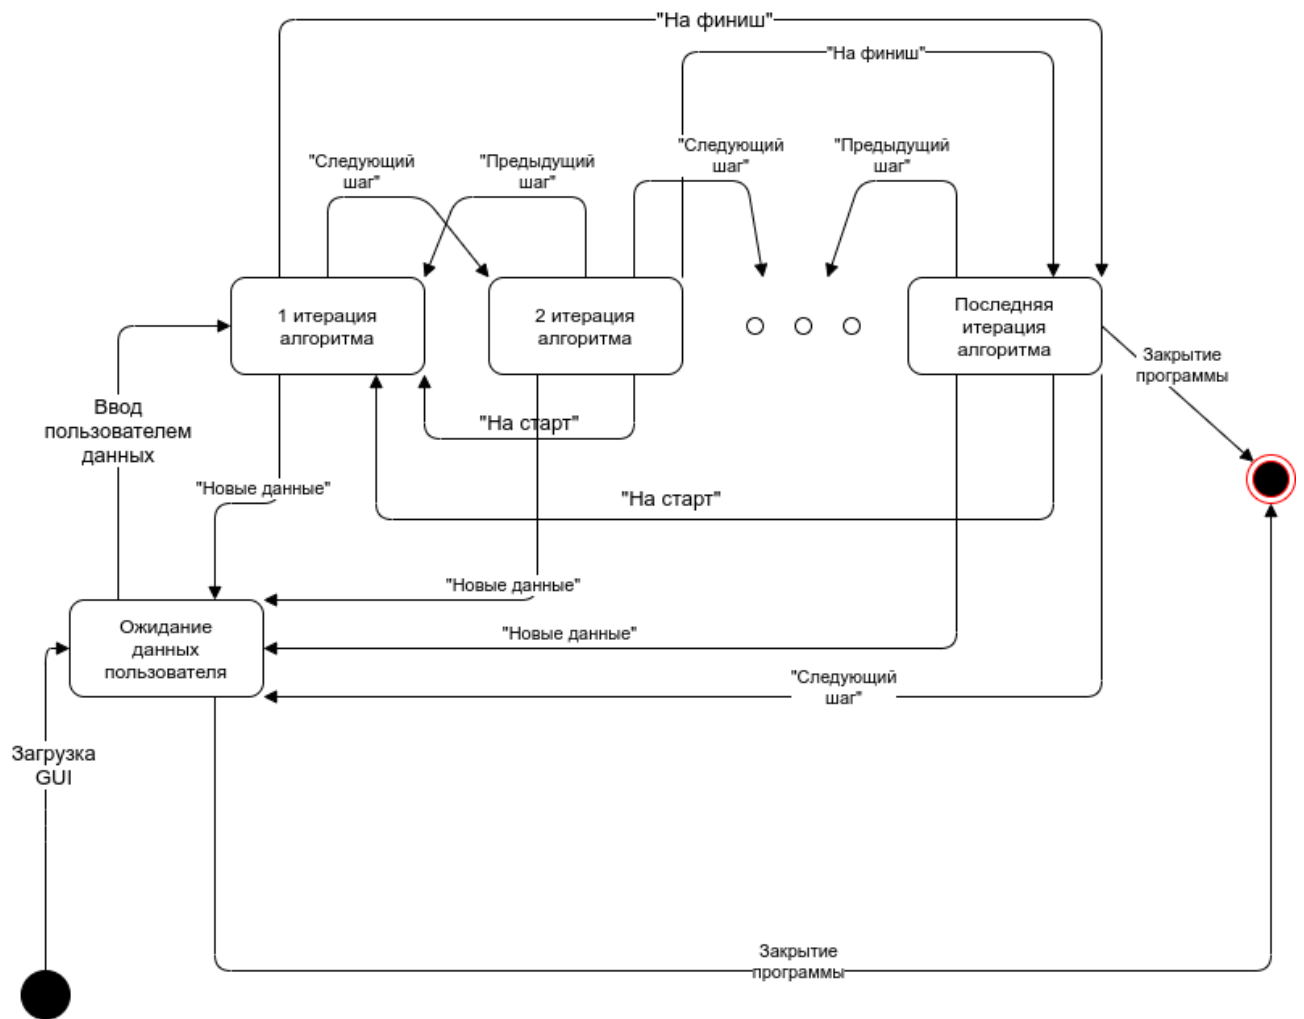 "На финиш"
"На финиш"
"Следующий
шаг"
"Предыдущий
шаг"
"Следующий
шаг"
"Предыдущий
шаг"
1 итерация
алгоритма
2 итерация
алгоритма
Последняя
итерация
алгоритма
Закрытие
программы
Ввод
пользователем
данных
"На старт"
"Новые данные"
"На старт"
"Новые данные"
Ожидание
данных
пользователя
"Новые данные"
"Следующий
шаг"
Загрузка
GUI
Закрытие
программы